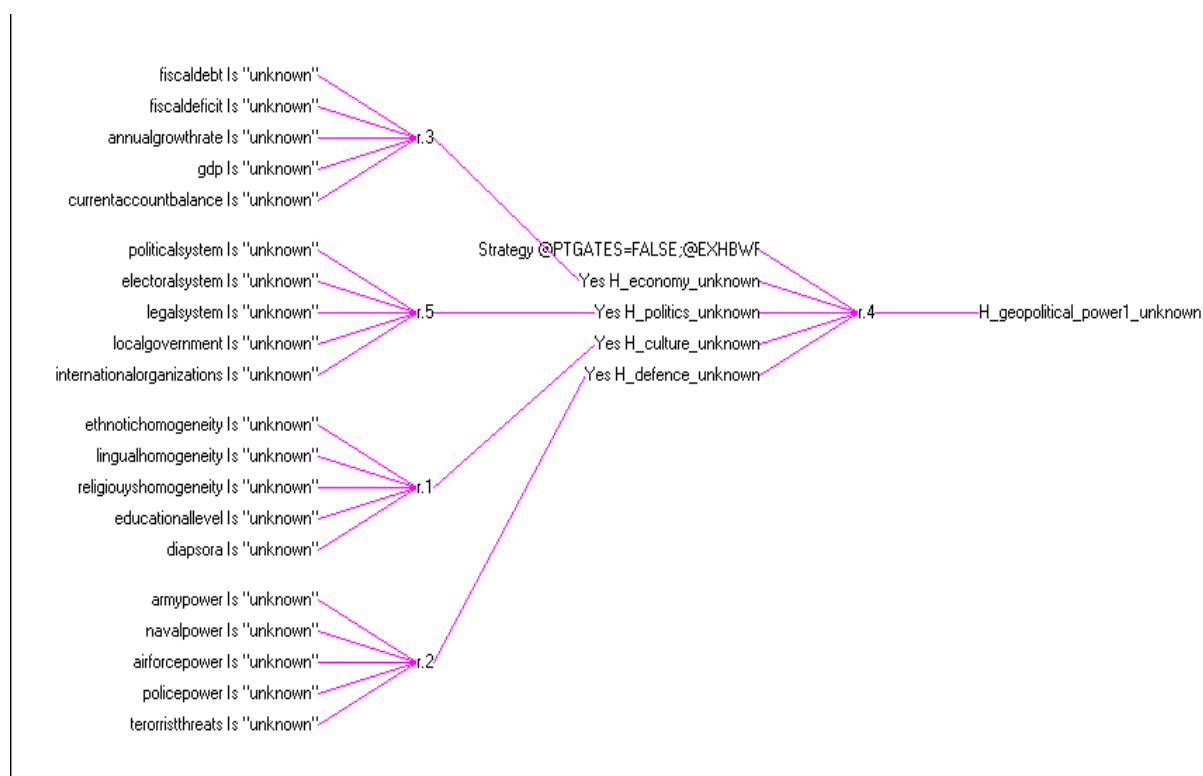 fiscaldebt Is "unknown"
fiscaldeficit Is "unknown"
annualgrowthrate Is "unknown"
r.3
gdp Is "unknown"
currentaccountbalance Is "unknown"
politicalsystem Is "unknown"
electoralsystem Is "unknown"
legalsystem Is "unknown"
r.5
localgovernment Is "unknown"
internationalorganizations Is "unknown"
ethnotichomogeneity Is "unknown"
lingualhomogeneity Is "unknown"
religiouyshomogeneity Is "unknown"
r.1
educationallevel Is "unknown"
diapsora Is "unknown"
armypower Is "unknown"
navalpower Is "unknown"
airforcepower Is "unknown"
r.2
policepower Is "unknown"
terorristthreats Is "unknown"
Strategy @PTGATES=FALSE;@EXHBWF
Yes H_economy_unknown
Yes H_politics_unknown
Yes H_culture_unknown
Yes H_defence_unknown
r.4
H_geopolitical_power1_unknown